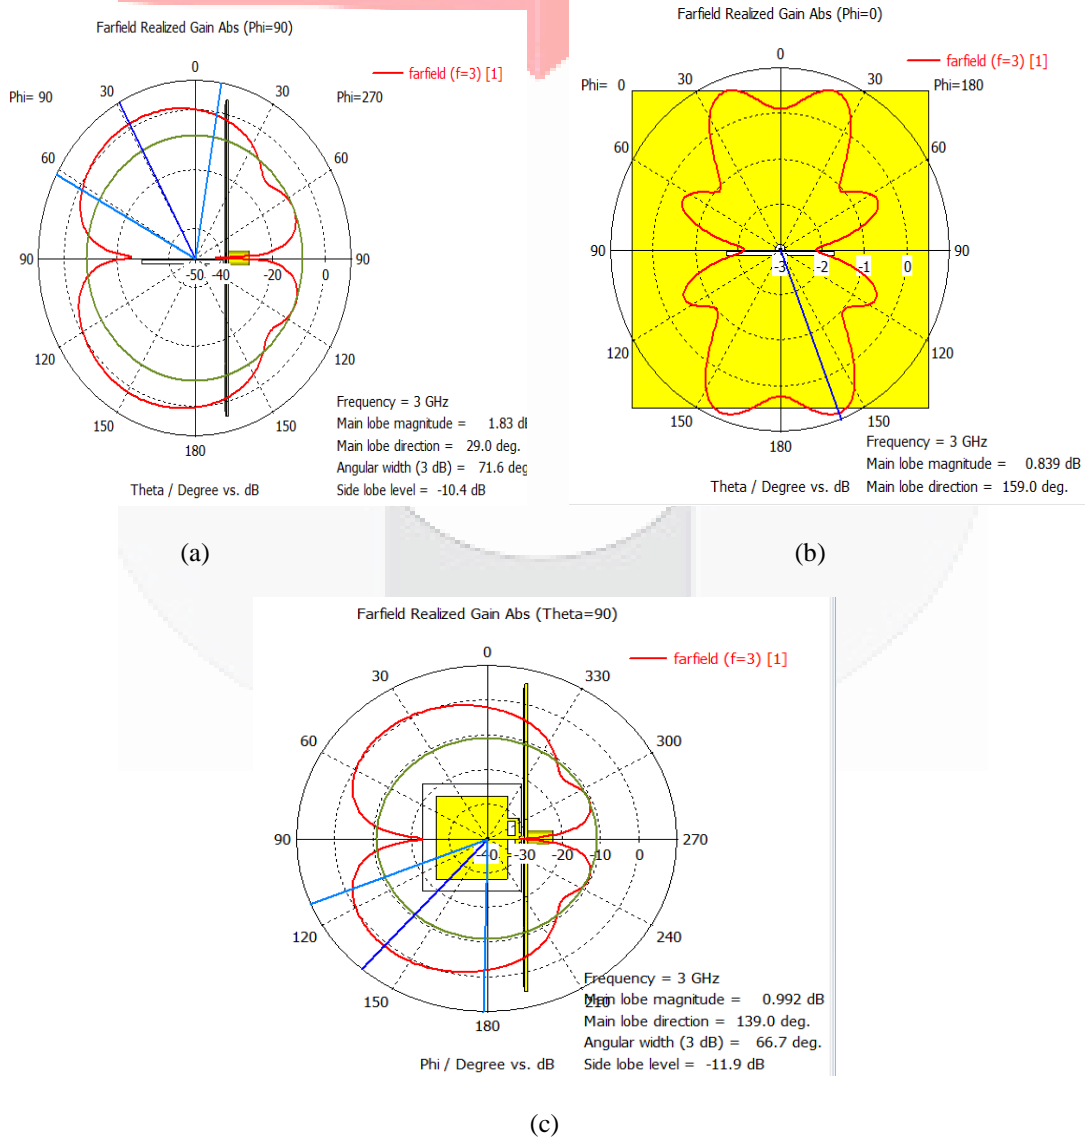 Farfield Realized Gain Abs (Phi=90)
farfield (f=3) [1]
Phi= 90
Phi=270
0
30
30
60
60
90
90
120
120
150
150
180
-50
-40
-20
0
Frequency = 3 GHz
Main lobe magnitude = 1.83 dB
Main lobe direction = 29.0 deg.
Angular width (3 dB) = 71.6 deg
Side lobe level = -10.4 dB
Theta / Degree vs. dB
(a)
Farfield Realized Gain Abs (Phi=0)
farfield (f=3) [1]
Phi= 0
Phi=180
0
30
30
60
60
90
90
120
120
150
150
180
-3
-2
-1
0
Frequency = 3 GHz
Main lobe magnitude = 0.839 dB
Theta / Degree vs. dB
Main lobe direction = 159.0 deg.
(b)
Farfield Realized Gain Abs (Theta=90)
farfield (f=3) [1]
0
30
330
60
300
90
270
120
240
150
210
180
-40
-30
-20
-10
0
Frequency = 3 GHz
Main lobe magnitude = 0.992 dB
Main lobe direction = 139.0 deg.
Angular width (3 dB) = 66.7 deg.
Side lobe level = -11.9 dB
Phi / Degree vs. dB
(c)